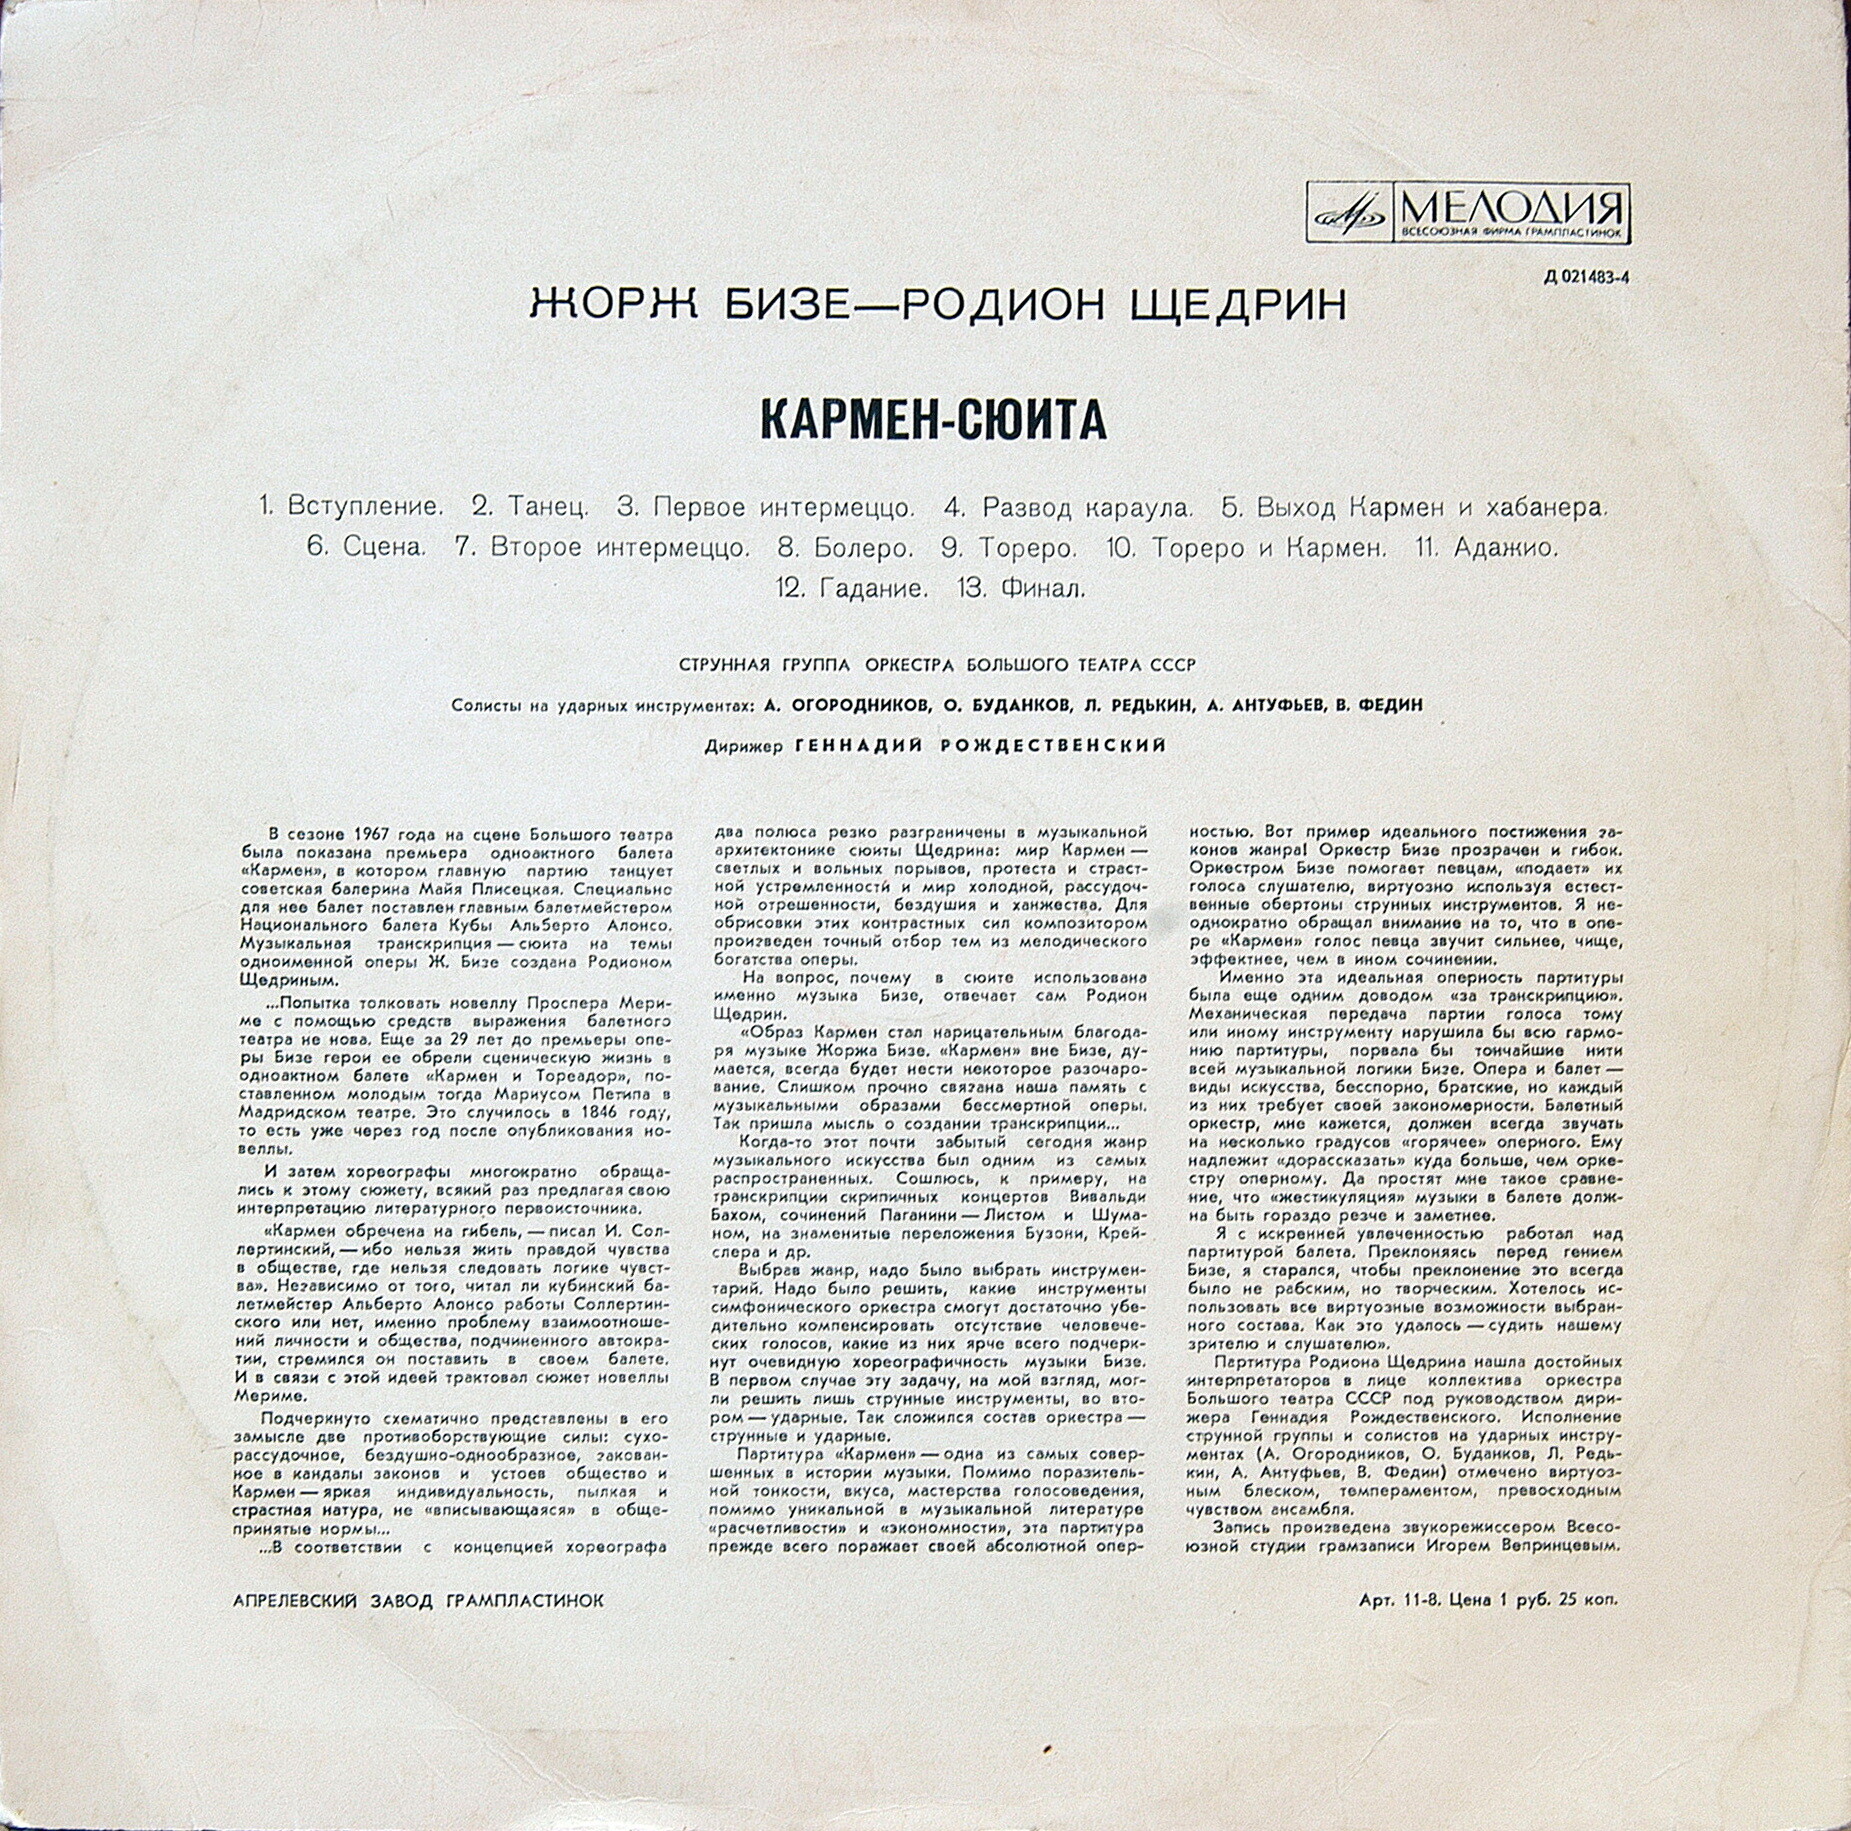 МЕЛОДИЯ
ВСЕСОЮЗНАЯ ФИРМА ГРАМПЛАСТИНОК
Д 021483-4
ЖОРЖ БИЗЕ—РОДИОН ЩЕДРИН
КАРМЕН-СЮИТА
1. Вступление. 2. Танец. 3. Первое интермеццо. 4. Развод караула. 5. Выход Кармен и хабанера.
6. Сцена. 7. Второе интермеццо. 8. Болеро. 9. Тореро. 10. Тореро и Кармен. 11. Адажио.
12. Гадание. 13. Финал.
СТРУННАЯ ГРУППА ОРКЕСТРА БОЛЬШОГО ТЕАТРА СССР
Солисты на ударных инструментах: А. ОГОРОДНИКОВ, О. БУДАНКОВ, Л. РЕДЬКИН, А. АНТУФЬЕВ, В. ФЕДИН
Дирижер ГЕННАДИЙ РОЖДЕСТВЕНСКИЙ
В сезоне 1967 года на сцене Большого театра
была показана премьера одноактного балета
«Кармен», в котором главную партию танцует
советская балерина Майя Плисецкая. Специально
для нее балет поставлен главным балетмейстером
Национального балета Кубы Альберто Алонсо.
Музыкальная транскрипция — сюита на темы
одноименной оперы Ж. Бизе создана Родионом
Щедриным.
...Попытка толковать новеллу Проспера Мери-
ме с помощью средств выражения балетного
театра не нова. Еще за 29 лет до премьеры опе-
ры Бизе герои ее обрели сценическую жизнь в
одноактном балете «Кармен и Тореадор», по-
ставленном молодым тогда Мариусом Петипа в
Мадридском театре. Это случилось в 1846 году,
то есть уже через год после опубликования но-
веллы.
И затем хореографы многократно обраща-
лись к этому сюжету, всякий раз предлагая свою
интерпретацию литературного первоисточника.
«Кармен обречена на гибель, — писал И. Сол-
лертинский, — ибо нельзя жить правдой чувства
в обществе, где нельзя следовать логике чувст-
ва». Независимо от того, читал ли кубинский ба-
летмейстер Альберто Алонсо работы Соллертин-
ского или нет, именно проблему взаимоотноше-
ний личности и общества, подчиненного автокра-
тии, стремился он поставить в своем балете.
И в связи с этой идеей трактовал сюжет новеллы
Мериме.
Подчеркнуто схематично представлены в его
замысле две противоборствующие силы: сухо-
рассудочное, бездушно-однообразное, закован-
ное в кандалы законов и устоев общество и
Кармен — яркая индивидуальность, пылкая и
страстная натура, не «вписывающаяся» в обще-
принятые нормы...
...В соответствии с концепцией хореографа
два полюса резко разграничены в музыкальной
архитектонике сюиты Щедрина: мир Кармен —
светлых и вольных порывов, протеста и страст-
ной устремленности и мир холодной, рассудоч-
ной отрешенности, бездушия и ханжества. Для
обрисовки этих контрастных сил композитором
произведен точный отбор тем из мелодического
богатства оперы.
На вопрос, почему в сюите использована
именно музыка Бизе, отвечает сам Родион
Щедрин.
«Образ Кармен стал нарицательным благода-
ря музыке Жоржа Бизе. «Кармен» вне Бизе, ду-
мается, всегда будет нести некоторое разочаро-
вание. Слишком прочно связана наша память с
музыкальными образами бессмертной оперы.
Так пришла мысль о создании транскрипции...
Когда-то этот почти забытый сегодня жанр
музыкального искусства был одним из самых
распространенных. Сошлюсь, к примеру, на
транскрипции скрипичных концертов Вивальди
Бахом, сочинений Паганини — Листом и Шума-
ном, на знаменитые переложения Бузони, Крей-
слера и др.
Выбрав жанр, надо было выбрать инструмен-
тарий. Надо было решить, какие инструменты
симфонического оркестра смогут достаточно убе-
дительно компенсировать отсутствие человече-
ских голосов, какие из них ярче всего подчерк-
нут очевидную хореографичность музыки Бизе.
В первом случае эту задачу, на мой взгляд, мог-
ли решить лишь струнные инструменты, во вто-
ром — ударные. Так сложился состав оркестра —
струнные и ударные.
Партитура «Кармен» — одна из самых совер-
шенных в истории музыки. Помимо поразитель-
ной тонкости, вкуса, мастерства голосоведения,
помимо уникальной в музыкальной литературе
«расчетливости» и «экономности», эта партитура
прежде всего поражает своей абсолютной опер-
ностью. Вот пример идеального постижения за-
конов жанра! Оркестр Бизе прозрачен и гибок.
Оркестром Бизе помогает певцам, «подает» их
голоса слушателю, виртуозно используя естест-
венные обертоны струнных инструментов. Я не-
однократно обращал внимание на то, что в опе-
ре «Кармен» голос певца звучит сильнее, чище,
эффектнее, чем в ином сочинении.
Именно эта идеальная оперность партитуры
была еще одним доводом «за транскрипцию».
Механическая передача партии голоса тому
или иному инструменту нарушила бы всю гармо-
нию партитуры, порвала бы тончайшие нити
всей музыкальной логики Бизе. Опера и балет —
виды искусства, бесспорно, братские, но каждый
из них требует своей закономерности. Балетный
оркестр, мне кажется, должен всегда звучать
на несколько градусов «горячее» оперного. Ему
надлежит «дорассказать» куда больше, чем орке-
стру оперному. Да простят мне такое сравне-
ние, что «жестикуляция» музыки в балете долж-
на быть гораздо резче и заметнее.
Я с искренней увлеченностью работал над
партитурой балета. Преклоняясь перед гением
Бизе, я старался, чтобы преклонение это всегда
было не рабским, но творческим. Хотелось ис-
пользовать все виртуозные возможности выбран-
ного состава. Как это удалось — судить нашему
зрителю и слушателю».
Партитура Родиона Щедрина нашла достойных
интерпретаторов в лице коллектива оркестра
Большого театра СССР под руководством дири-
жера Геннадия Рождественского. Исполнение
струнной группы и солистов на ударных инстру-
ментах (А. Огородников, О. Буданков, Л. Редь-
кин, А. Антуфьев, В. Федин) отмечено виртуоз-
ным блеском, темпераментом, превосходным
чувством ансамбля.
Запись произведена звукорежиссером Всесо-
юзной студии грамзаписи Игорем Вепринцевым.
АПРЕЛЕВСКИЙ ЗАВОД ГРАМПЛАСТИНОК
Арт. 11-8. Цена 1 руб. 25 коп.